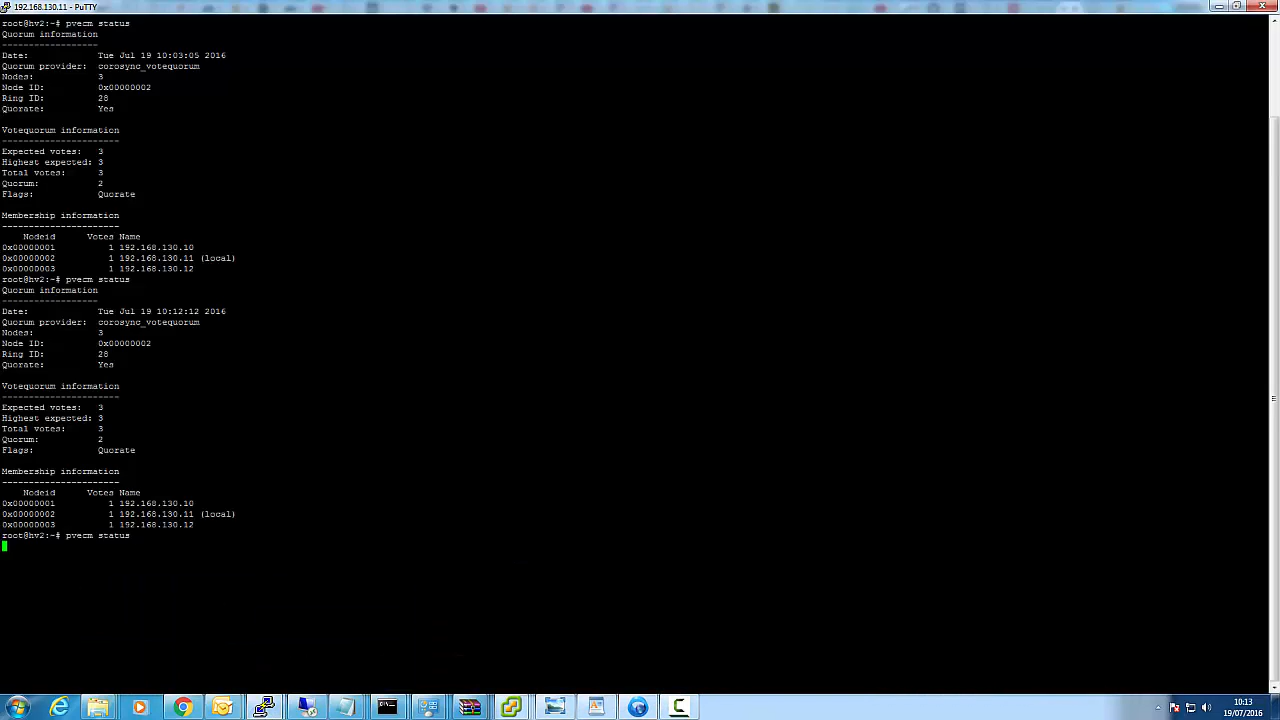 192.168.130.11 - PuTTY
root@hv2:~# pvecm status
Quorum information
------------------
Date:             Tue Jul 19 10:03:05 2016
Quorum provider:  corosync_votequorum
Nodes:            3
Node ID:          0x00000002
Ring ID:          28
Quorate:          Yes
Votequorum information
----------------------
Expected votes:   3
Highest expected: 3
Total votes:      3
Quorum:           2
Flags:            Quorate
Membership information
----------------------
    Nodeid      Votes Name
0x00000001          1 192.168.130.10
0x00000002          1 192.168.130.11 (local)
0x00000003          1 192.168.130.12
root@hv2:~# pvecm status
Quorum information
------------------
Date:             Tue Jul 19 10:12:12 2016
Quorum provider:  corosync_votequorum
Nodes:            3
Node ID:          0x00000002
Ring ID:          28
Quorate:          Yes
Votequorum information
----------------------
Expected votes:   3
Highest expected: 3
Total votes:      3
Quorum:           2
Flags:            Quorate
Membership information
----------------------
    Nodeid      Votes Name
0x00000001          1 192.168.130.10
0x00000002          1 192.168.130.11 (local)
0x00000003          1 192.168.130.12
root@hv2:~# pvecm status
10:13
19/07/2016